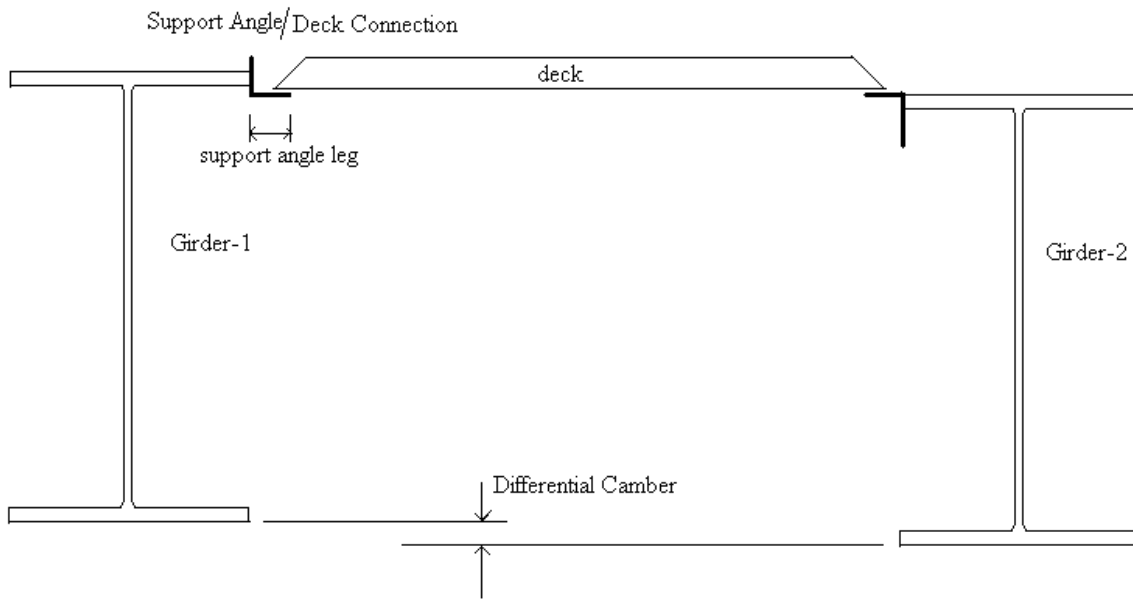 Support Angle/Deck Connection
deck
support angle leg
Girder-1
Girder-2
Differential Camber